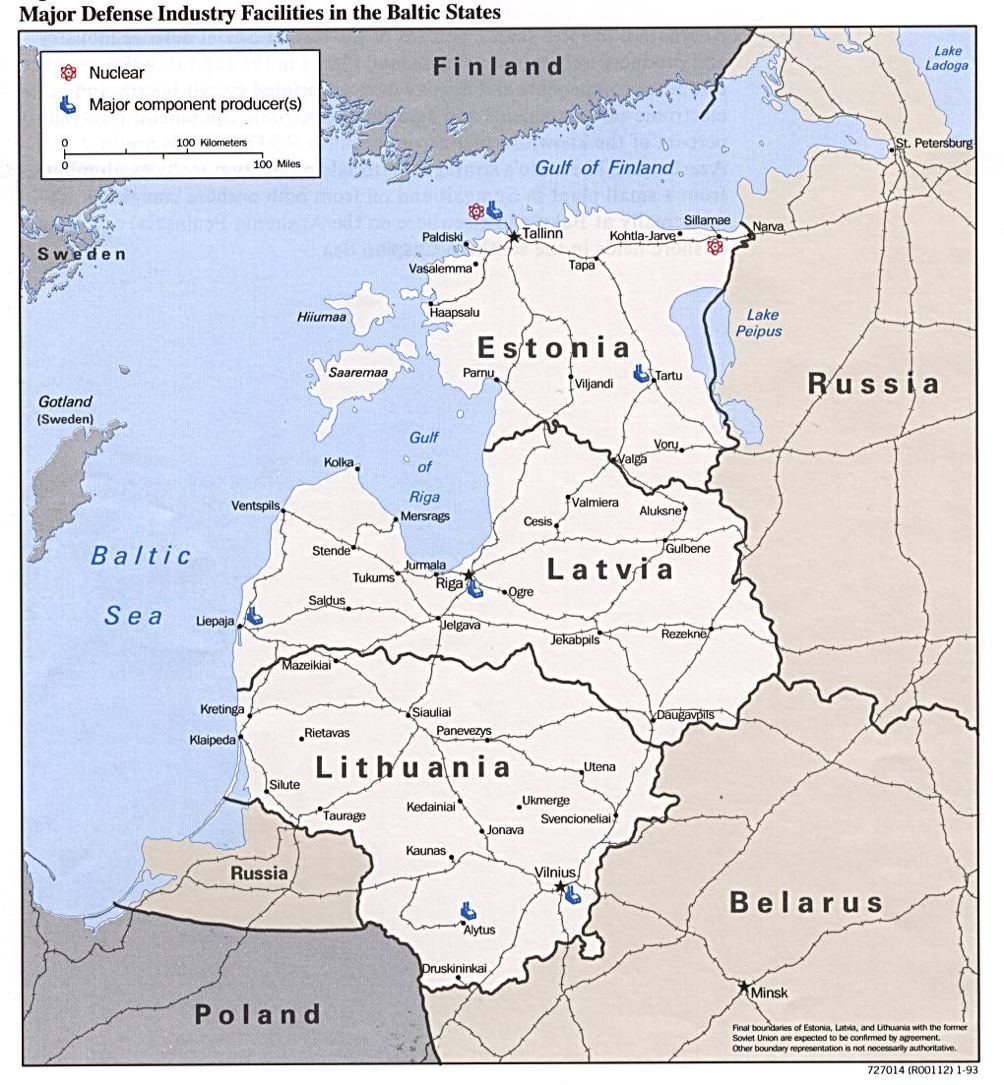 Major Defense Industry Facilities in the Baltic States
Nuclear
Major component producer(s)
0 100 Kilometers
0 100 Miles
Finland
Lake
Ladoga
St. Petersburg
Gulf of Finland
Sweden
Paldiski
Tallinn
Kohtla-Jarve
Sillamae
Narva
Vasalemma
Tapa
Hiiumaa
Haapsalu
Lake
Peipus
Estonia
Saaremaa
Parnu
Viljandi
Tartu
Russia
Gotland
(Sweden)
Gulf
of
Riga
Voru
Valga
Kolka
Ventspils
Mersrags
Valmiera
Aluksne
Cesis
Gulbene
Baltic
Sea
Stende
Jurmala
Tukums
Riga
Latvia
Ogre
Saldus
Liepaja
Jelgava
Jekabpils
Rezekne
Mazeikiai
Kretinga
Siauliai
Daugavpils
Klaipeda
Rietavas
Panevezys
Lithuania
Utena
Silute
Kedainiai
Ukmerge
Taurage
Svencioneliai
Jonava
Kaunas
Russia
Vilnius
Belarus
Alytus
Druskininkai
Minsk
Poland
Final boundaries of Estonia, Latvia, and Lithuania with the former
Soviet Union are expected to be confirmed by agreement.
Other boundary representation is not necessarily authoritative.
727014 (R00112) 1-93